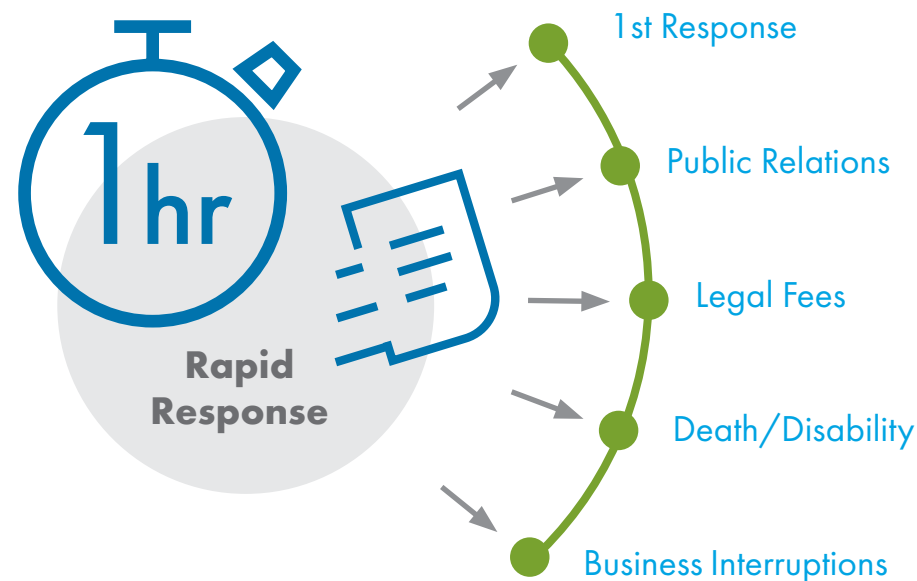 1hr
Rapid
Response
1st Response
Public Relations
Legal Fees
Death/Disability
Business Interruptions